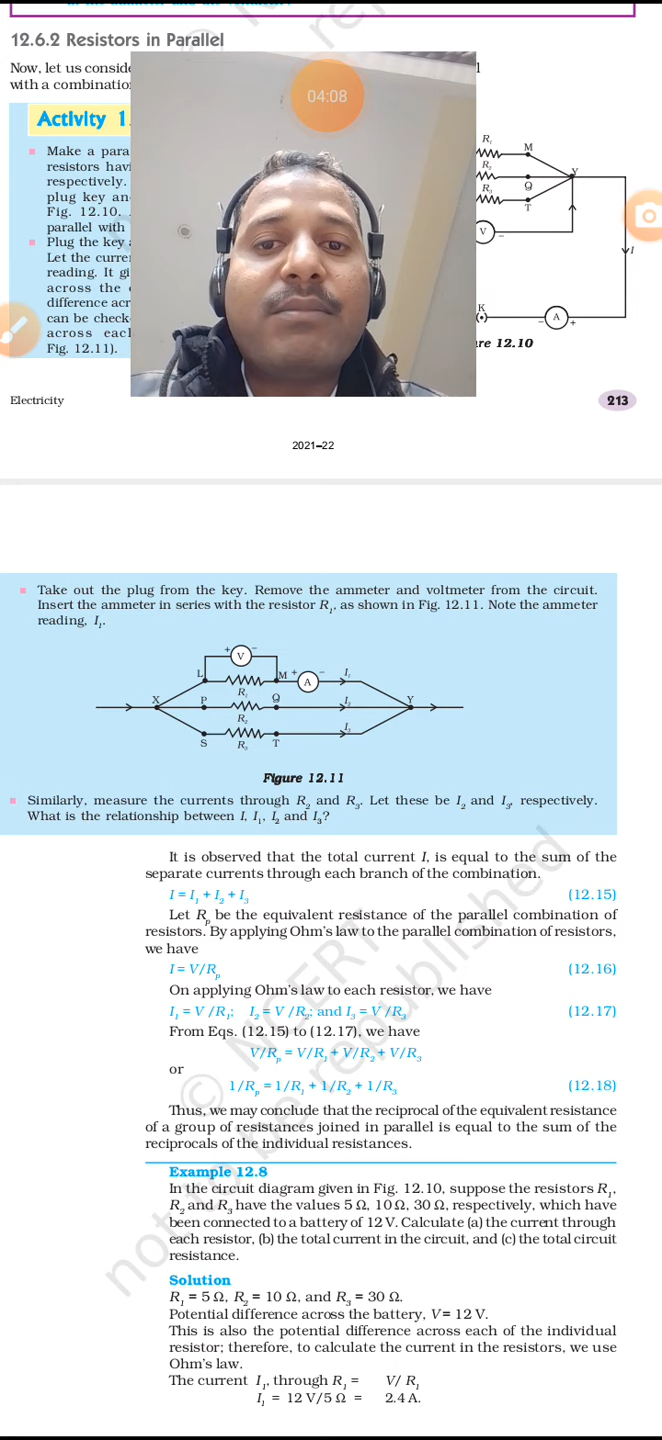 12.6.2 Resistors in Parallel
Now, let us
with a
04:08
Activity 1
Make a
resistors
respectively.
plug key
Fig. 12.10.
parallel with
Plug the key
Let the
reading. It
across the
difference
can be
across
Fig. 12.11).
R₁
M
R₂
Y
R₃
Q
T
V
–
I
K
– A +
12.10
Electricity
213
2021–22
Take out the plug from the key. Remove the ammeter and voltmeter from the circuit.
Insert the ammeter in series with the resistor R₁, as shown in Fig. 12.11. Note the ammeter
reading, I₁.
+ V –
L
M + A – I₁
R₁
X P Q I₂ Y
R₂
I₃
S R₃ T
Figure 12.11
Similarly, measure the currents through R₂ and R₃. Let these be I₂ and I₃, respectively.
What is the relationship between I, I₁, I₂ and I₃?
It is observed that the total current I, is equal to the sum of the
separate currents through each branch of the combination.
I = I₁ + I₂ + I₃ (12.15)
Let Rₚ be the equivalent resistance of the parallel combination of
resistors. By applying Ohm's law to the parallel combination of resistors,
we have
I = V/Rₚ (12.16)
On applying Ohm's law to each resistor, we have
I₁ = V /R₁; I₂ = V /R₂; and I₃ = V /R₃ (12.17)
From Eqs. (12.15) to (12.17), we have
V/Rₚ = V/R₁ + V/R₂ + V/R₃
or
1/Rₚ = 1/R₁ + 1/R₂ + 1/R₃ (12.18)
Thus, we may conclude that the reciprocal of the equivalent resistance
of a group of resistances joined in parallel is equal to the sum of the
reciprocals of the individual resistances.
© NCERT
not to be republished
Example 12.8
In the circuit diagram given in Fig. 12.10, suppose the resistors R₁,
R₂ and R₃ have the values 5 Ω, 10 Ω, 30 Ω, respectively, which have
been connected to a battery of 12 V. Calculate (a) the current through
each resistor, (b) the total current in the circuit, and (c) the total circuit
resistance.
Solution
R₁ = 5 Ω, R₂ = 10 Ω, and R₃ = 30 Ω.
Potential difference across the battery, V = 12 V.
This is also the potential difference across each of the individual
resistor; therefore, to calculate the current in the resistors, we use
Ohm's law.
The current I₁, through R₁ = V/ R₁
I₁ = 12 V/5 Ω = 2.4 A.